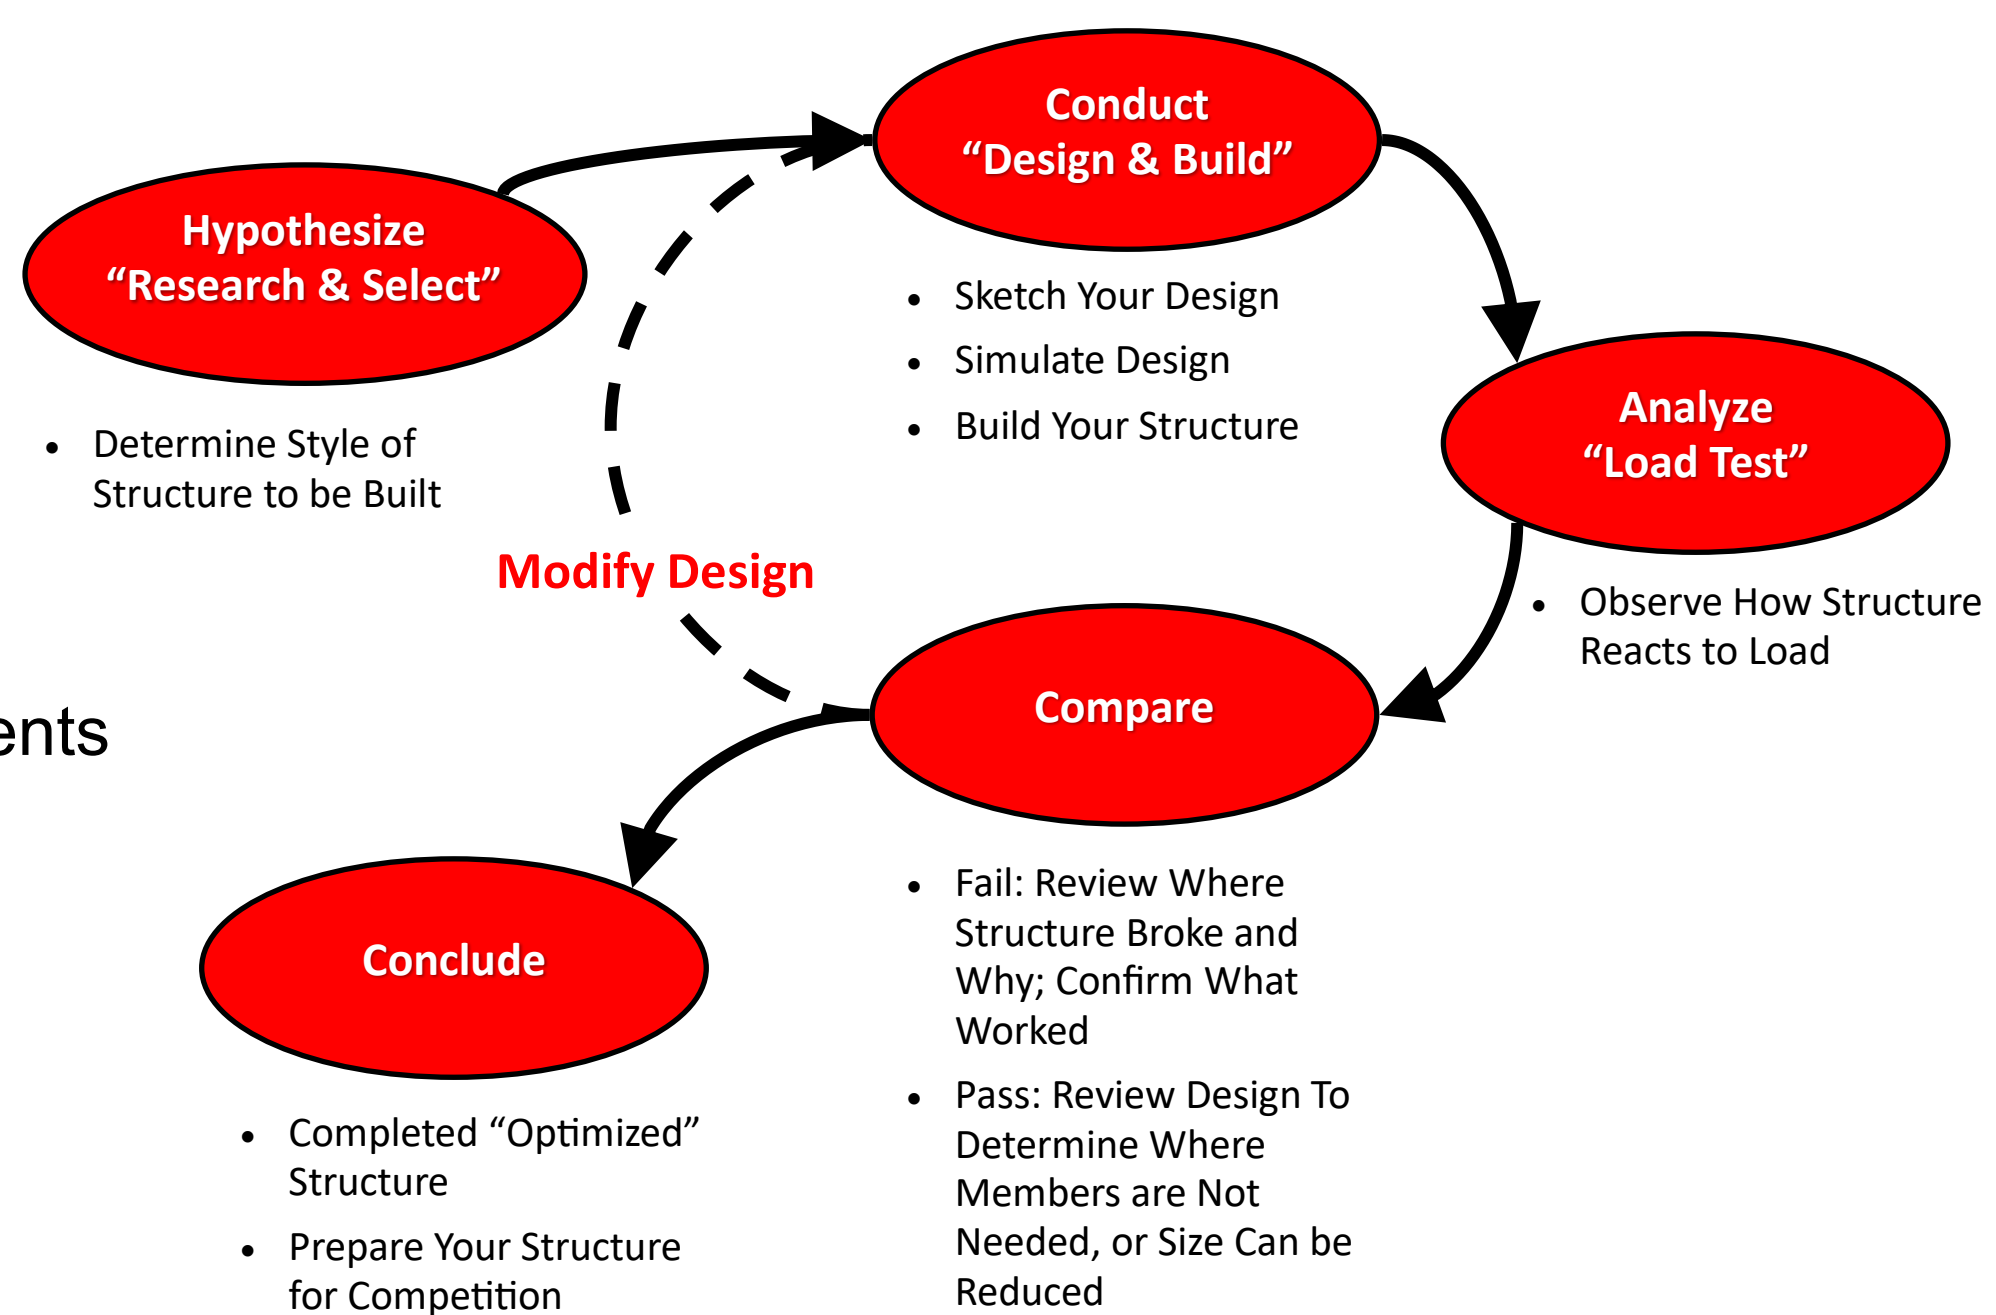 Hypothesize
“Research & Select”
• Determine Style of
Structure to be Built
Conduct
“Design & Build”
• Sketch Your Design
• Simulate Design
• Build Your Structure
Analyze
“Load Test”
• Observe How Structure
Reacts to Load
Modify Design
Compare
• Fail: Review Where
Structure Broke and
Why; Confirm What
Worked
• Pass: Review Design To
Determine Where
Members are Not
Needed, or Size Can be
Reduced
Conclude
• Completed “Optimized”
Structure
• Prepare Your Structure
for Competition